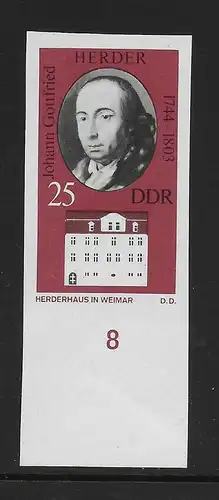 Johann Gottfried
HERDER
1744 1803
25 DDR
HERDERHAUS IN WEIMAR D.D.
8